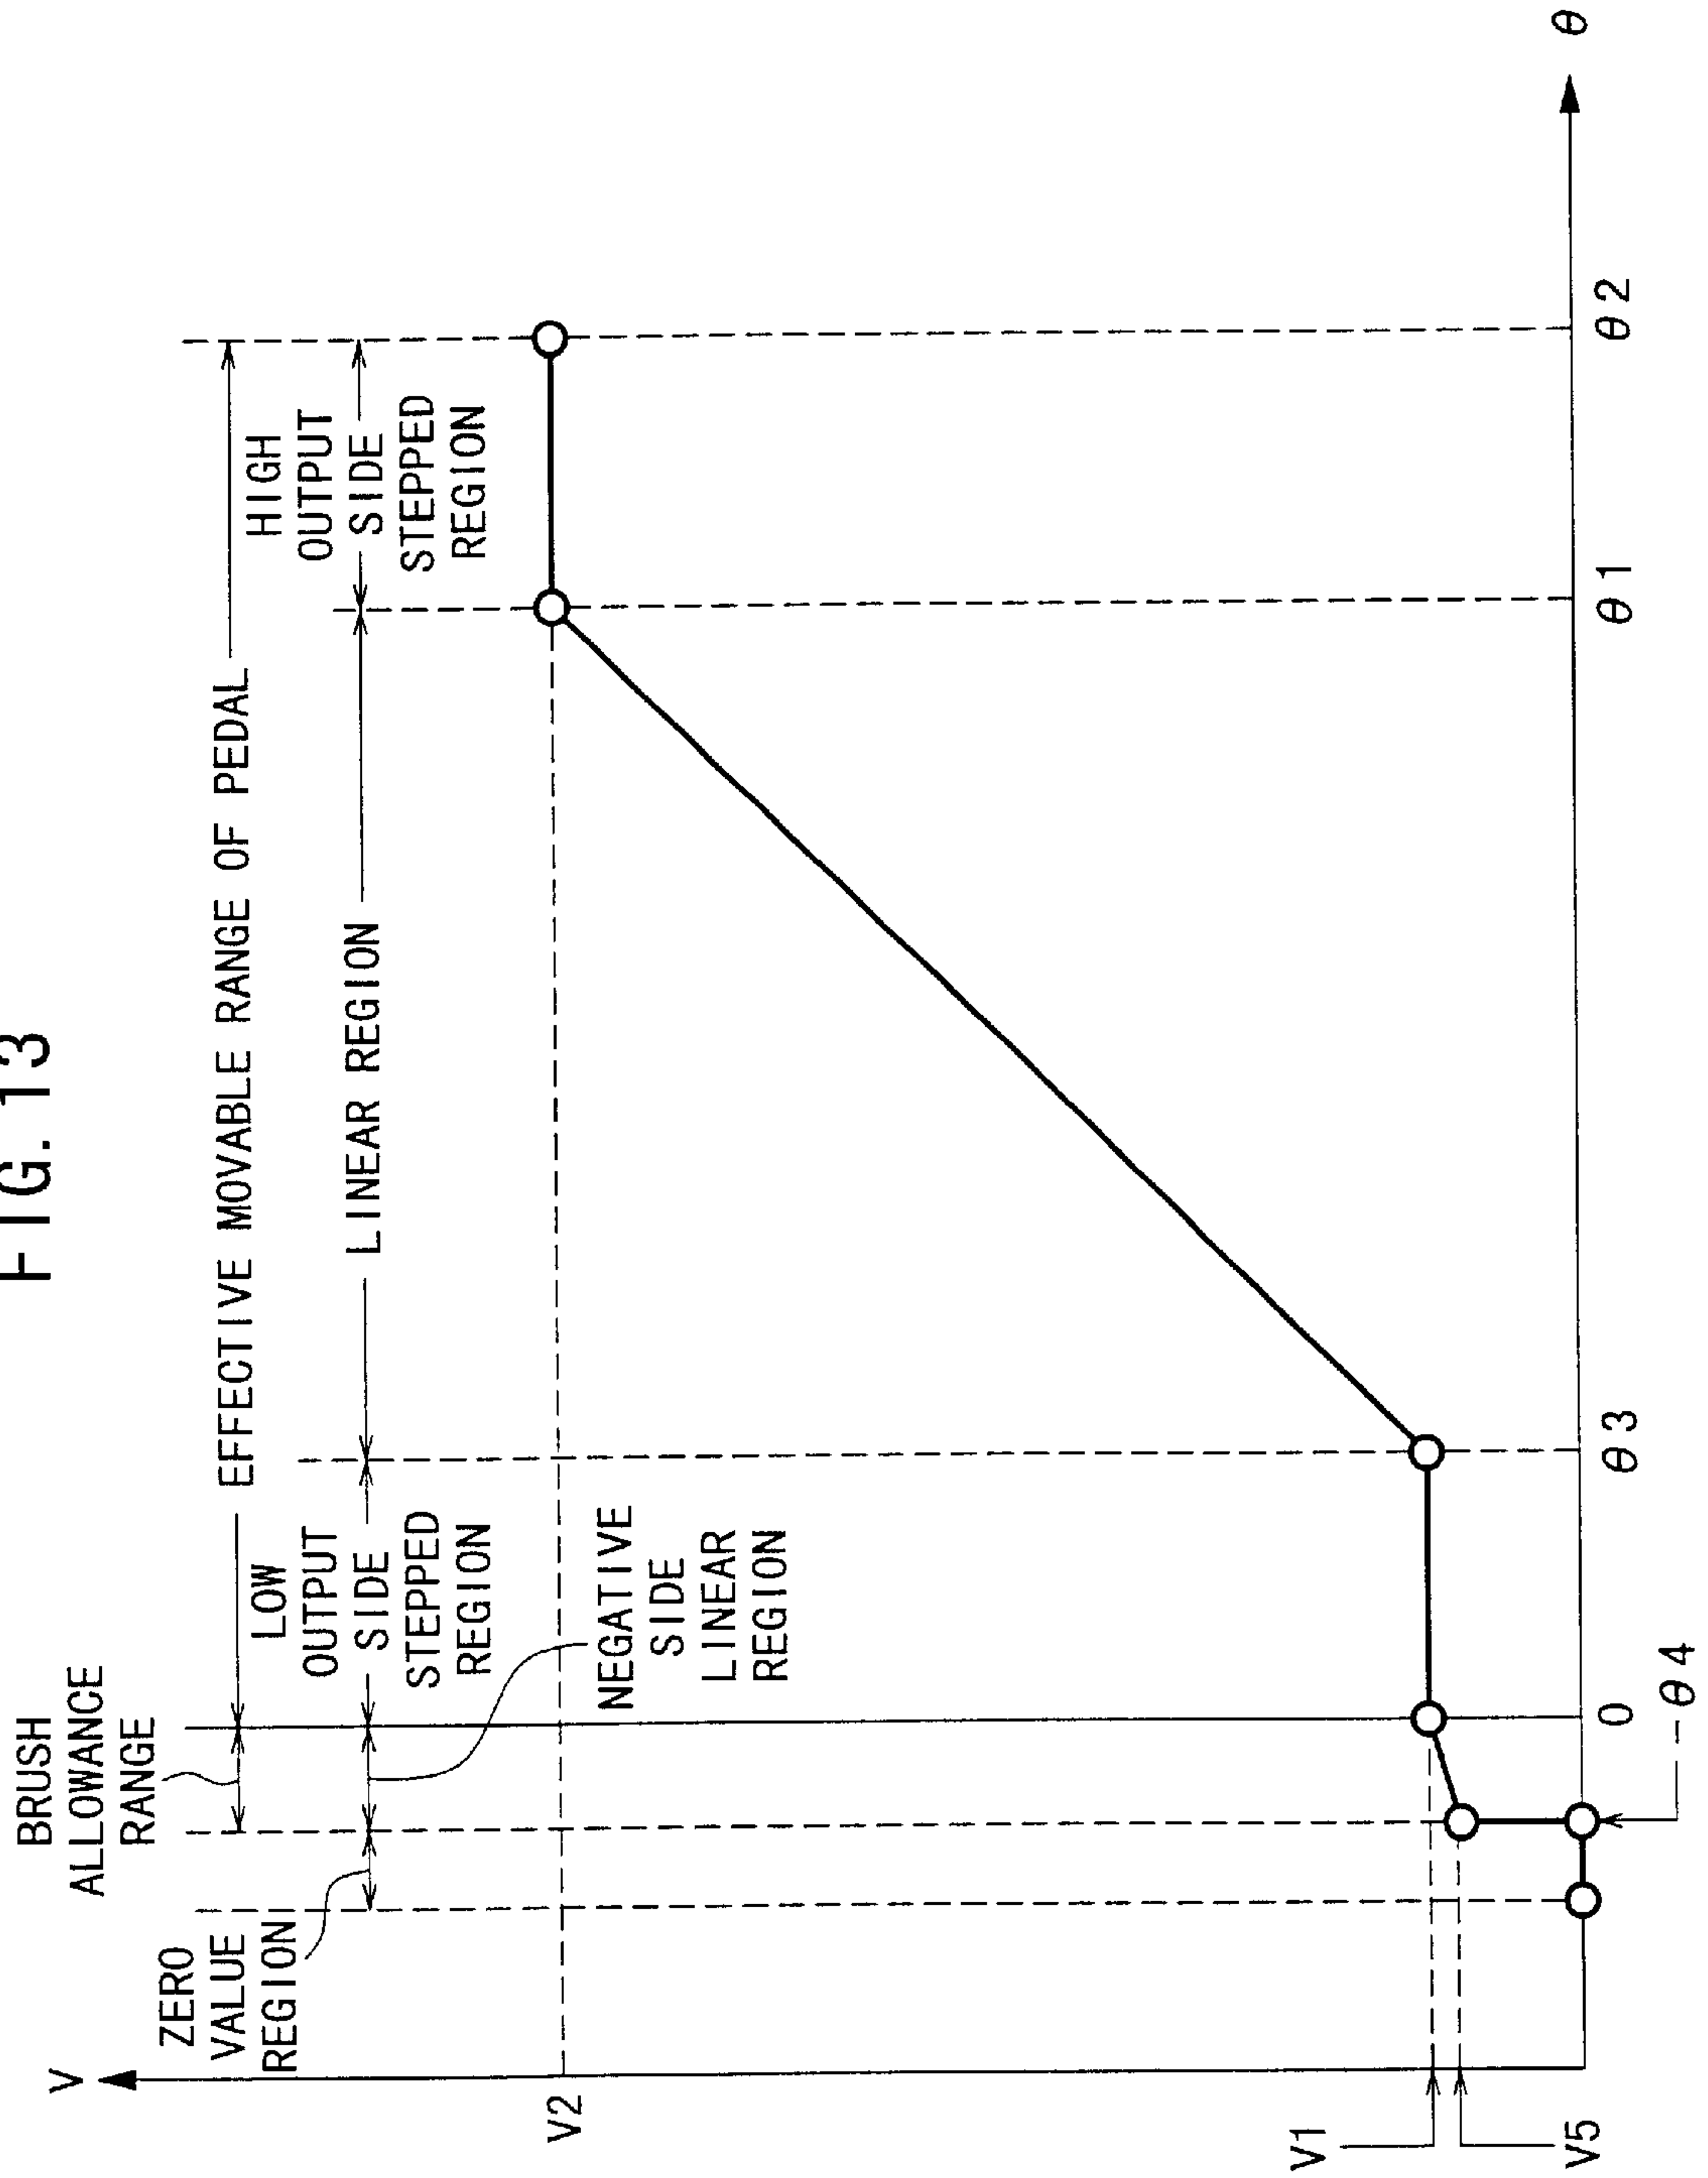 FIG. 13
V
BRUSH
ALLOWANCE
RANGE
ZERO
VALUE
REGION
EFFECTIVE MOVABLE RANGE OF PEDAL
LOW
OUTPUT
SIDE
STEPPED
REGION
LINEAR REGION
HIGH
OUTPUT
SIDE
STEPPED
REGION
NEGATIVE
SIDE
LINEAR
REGION
V2
V1
V5
0
θ3
θ1
θ2
θ
-θ4